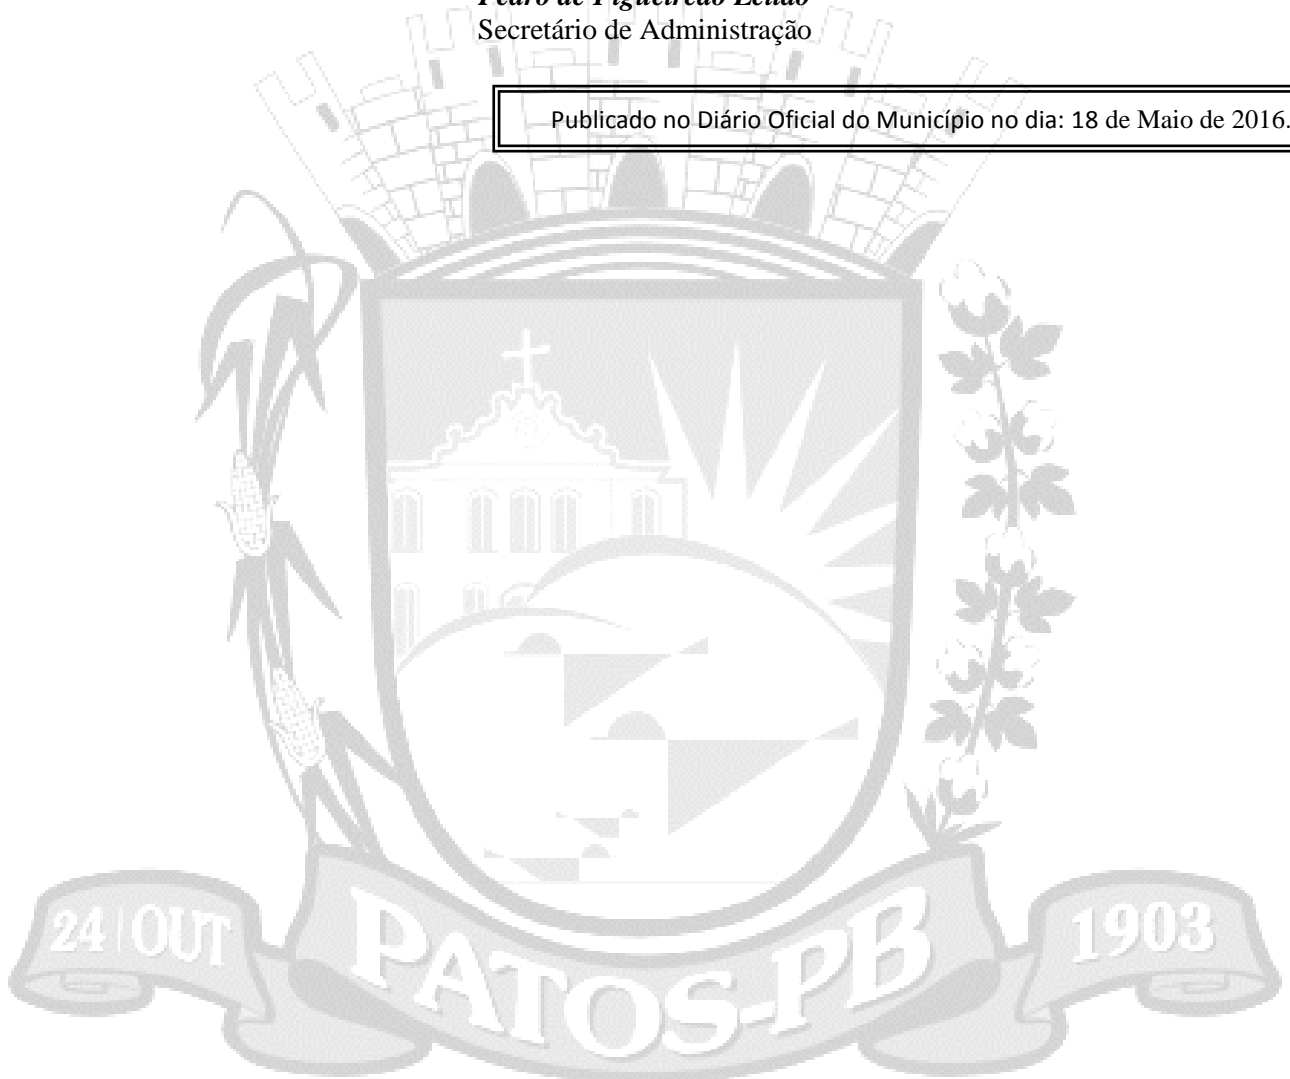 Pedro de Figueiredo Leitão
Secretário de Administração
Publicado no Diário Oficial do Município no dia: 18 de Maio de 2016.
24 OUT
PATOS-PB
1903